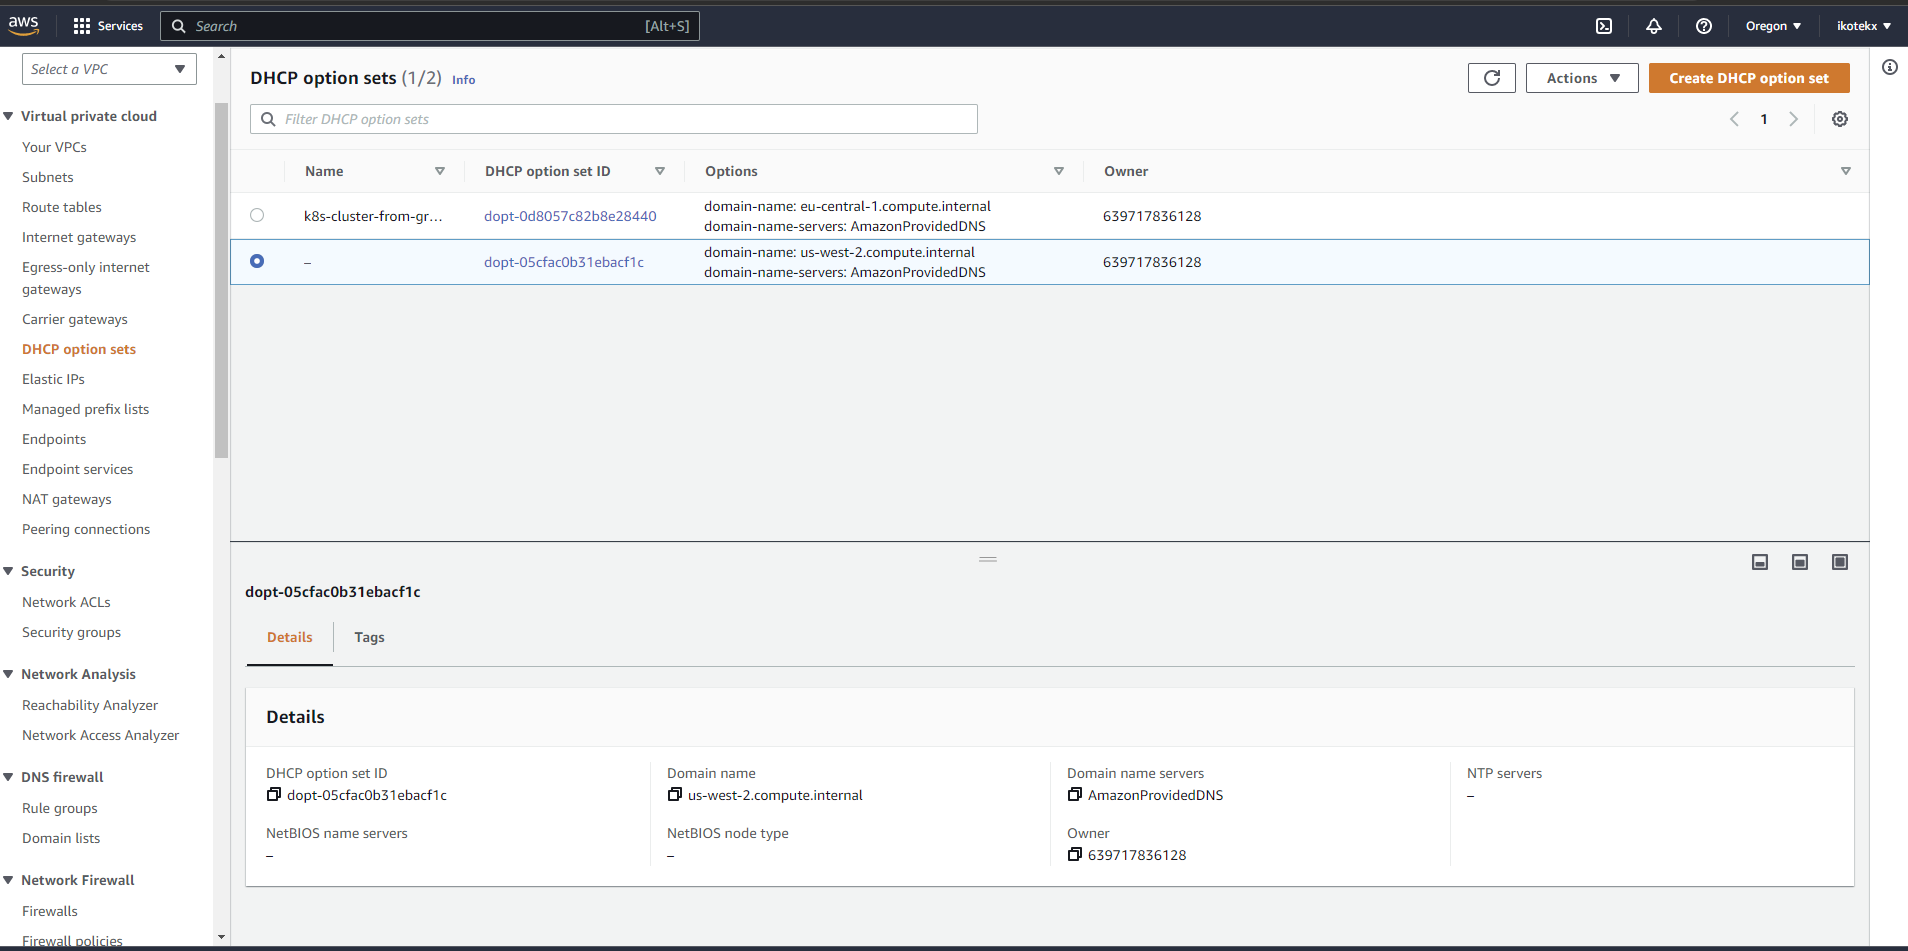 aws
Services
Search
[Alt+S]
Oregon
ikotekx
Select a VPC
Virtual private cloud
Your VPCs
Subnets
Route tables
Internet gateways
Egress-only internet
gateways
Carrier gateways
DHCP option sets
Elastic IPs
Managed prefix lists
Endpoints
Endpoint services
NAT gateways
Peering connections
Security
Network ACLs
Security groups
Network Analysis
Reachability Analyzer
Network Access Analyzer
DNS firewall
Rule groups
Domain lists
Network Firewall
Firewalls
Firewall policies
DHCP option sets (1/2) Info
Actions
Create DHCP option set
Filter DHCP option sets
1
Name DHCP option set ID Options Owner
k8s-cluster-from-gr... dopt-0d8057c82b8e28440 domain-name: eu-central-1.compute.internal 639717836128
domain-name-servers: AmazonProvidedDNS
– dopt-05cfac0b31ebacf1c domain-name: us-west-2.compute.internal 639717836128
domain-name-servers: AmazonProvidedDNS
dopt-05cfac0b31ebacf1c
Details Tags
Details
DHCP option set ID
dopt-05cfac0b31ebacf1c
Domain name
us-west-2.compute.internal
Domain name servers
AmazonProvidedDNS
NTP servers
–
NetBIOS name servers
–
NetBIOS node type
–
Owner
639717836128